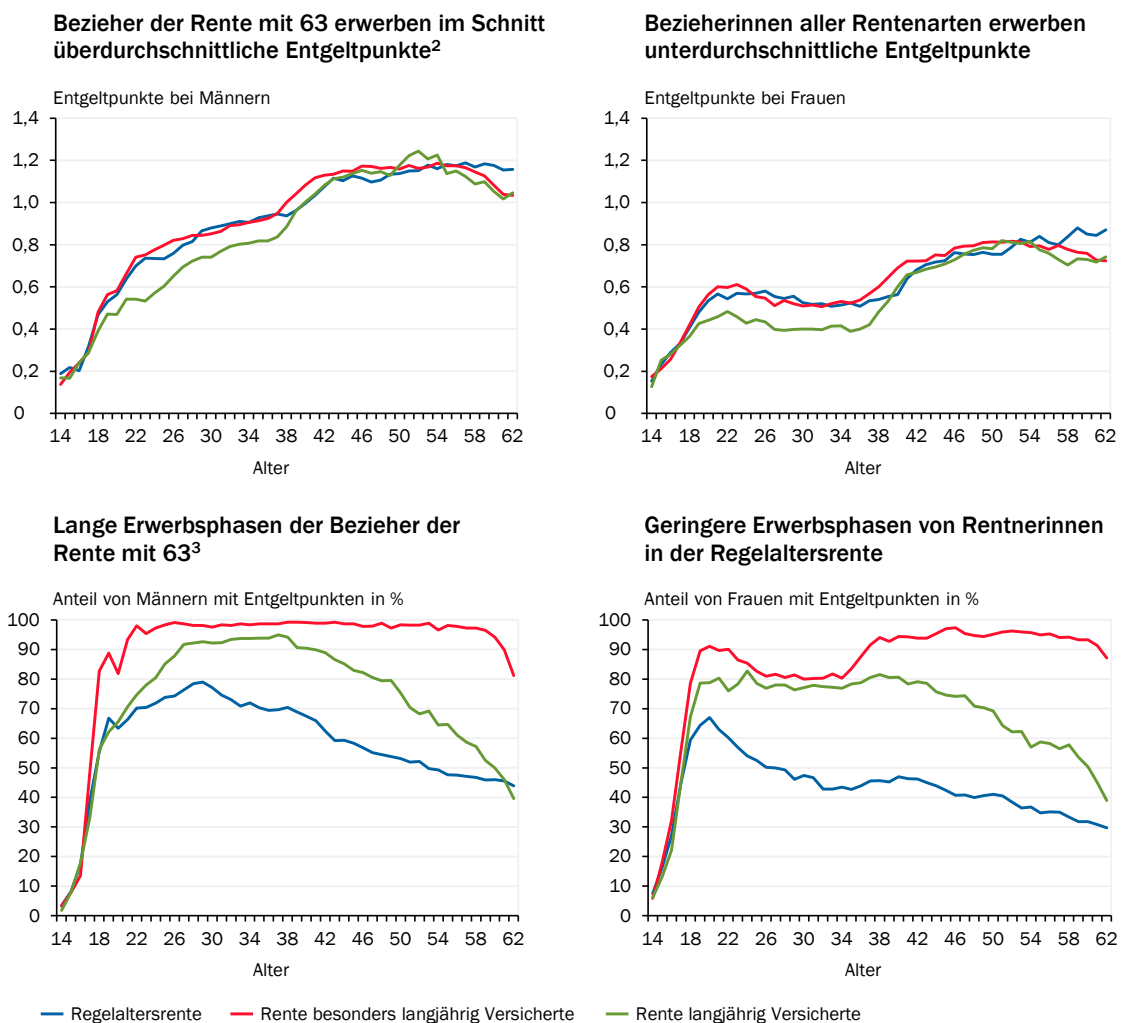 Bezieher der Rente mit 63 erwerben im Schnitt
überdurchschnittliche Entgeltpunkte²
Entgeltpunkte bei Männern
1,4
1,2
1,0
0,8
0,6
0,4
0,2
0
14 18 22 26 30 34 38 42 46 50 54 58 62
Alter
Bezieherinnen aller Rentenarten erwerben
unterdurchschnittliche Entgeltpunkte
Entgeltpunkte bei Frauen
1,4
1,2
1,0
0,8
0,6
0,4
0,2
0
14 18 22 26 30 34 38 42 46 50 54 58 62
Alter
Lange Erwerbsphasen der Bezieher der
Rente mit 63³
Anteil von Männern mit Entgeltpunkten in %
100
90
80
70
60
50
40
30
20
10
0
14 18 22 26 30 34 38 42 46 50 54 58 62
Alter
Geringere Erwerbsphasen von Rentnerinnen
in der Regelaltersrente
Anteil von Frauen mit Entgeltpunkten in %
100
90
80
70
60
50
40
30
20
10
0
14 18 22 26 30 34 38 42 46 50 54 58 62
Alter
Regelaltersrente Rente besonders langjährig Versicherte Rente langjährig Versicherte